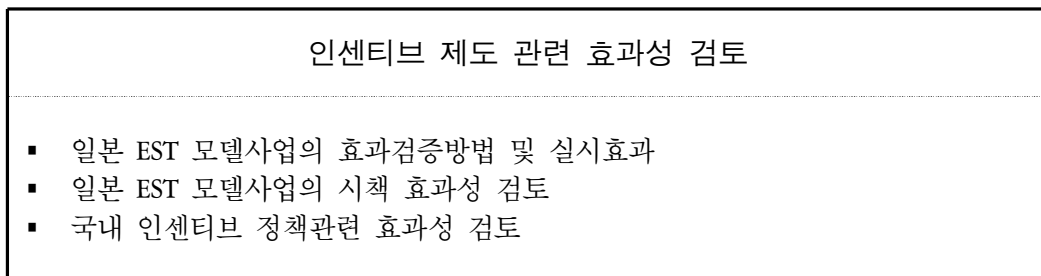 인센티브 제도 관련 효과성 검토
▪ 일본 EST 모델사업의 효과검증방법 및 실시효과
▪ 일본 EST 모델사업의 시책 효과성 검토
▪ 국내 인센티브 정책관련 효과성 검토